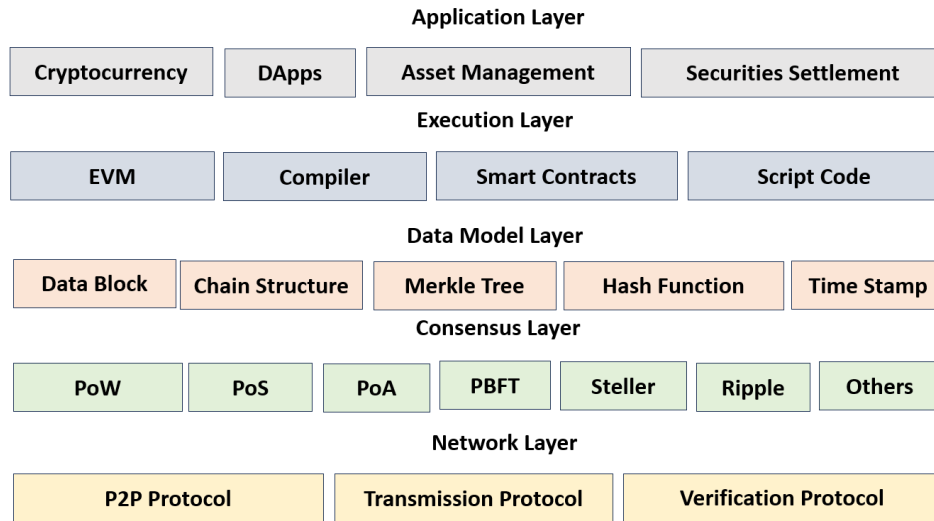 Application Layer
Cryptocurrency DApps Asset Management Securities Settlement
Execution Layer
EVM Compiler Smart Contracts Script Code
Data Model Layer
Data Block Chain Structure Merkle Tree Hash Function Time Stamp
Consensus Layer
PoW PoS PoA PBFT Steller Ripple Others
Network Layer
P2P Protocol Transmission Protocol Verification Protocol